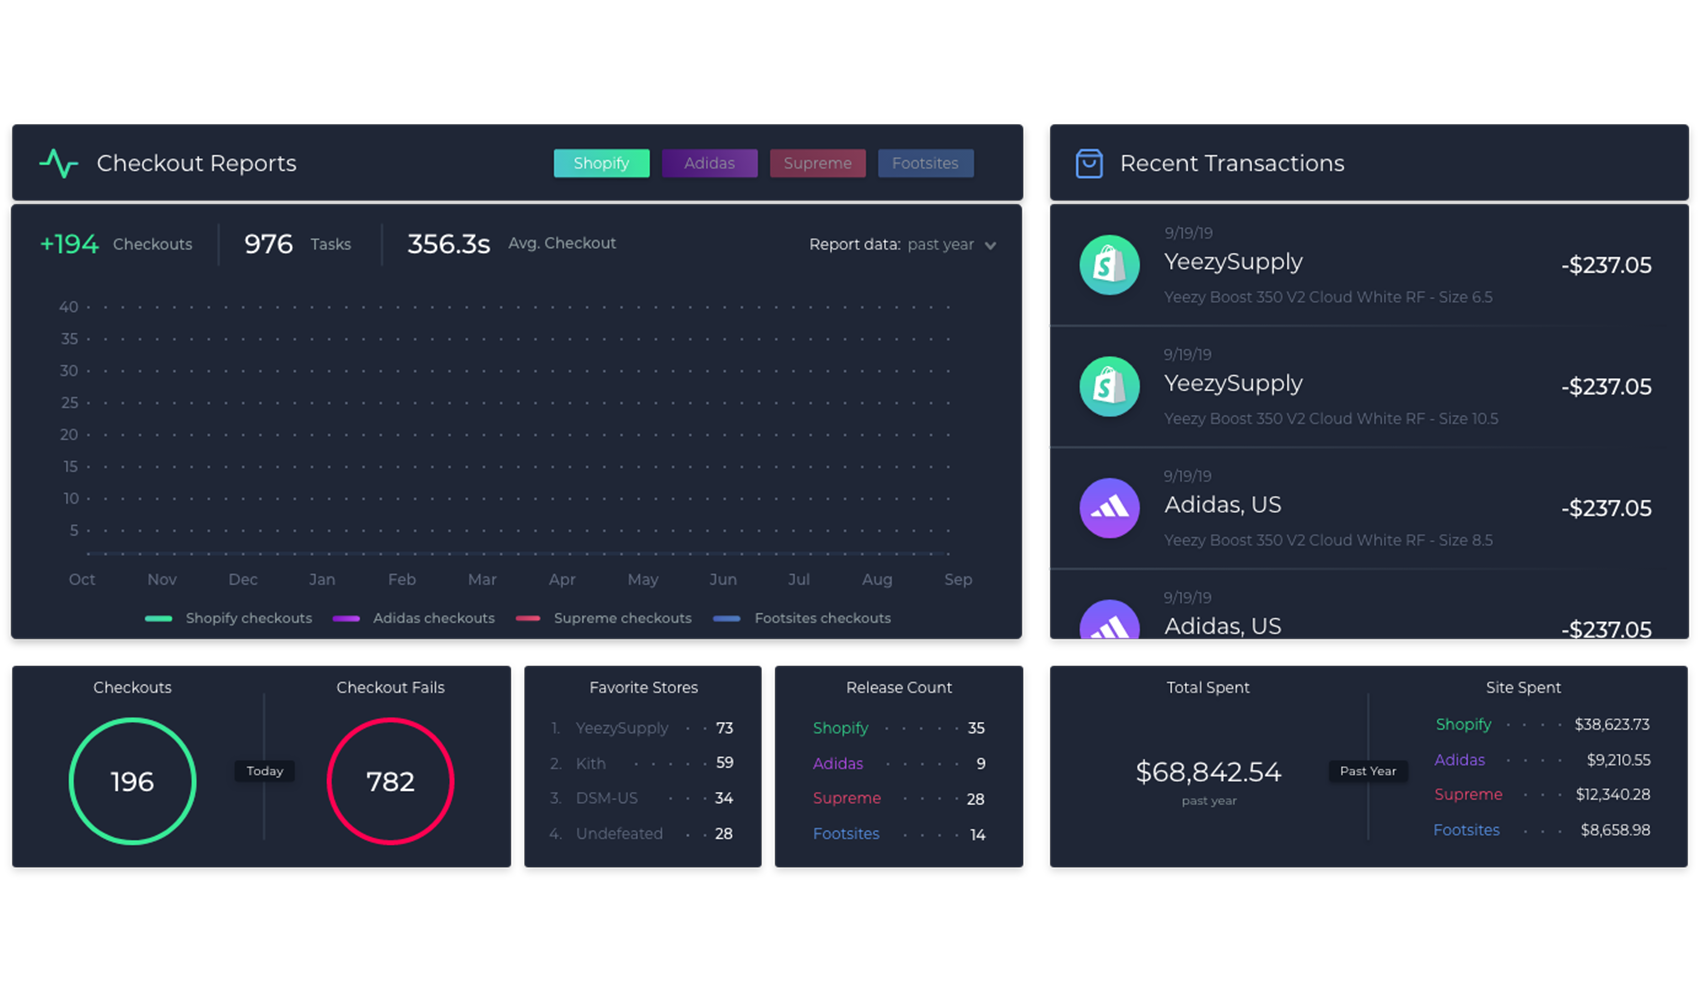 Checkout Reports
Shopify Adidas Supreme Footsites
+194 Checkouts 976 Tasks 356.3s Avg. Checkout Report data: past year
40
35
30
25
20
15
10
5
Oct Nov Dec Jan Feb Mar Apr May Jun Jul Aug Sep
Shopify checkouts Adidas checkouts Supreme checkouts Footsites checkouts
Recent Transactions
9/19/19
YeezySupply -$237.05
Yeezy Boost 350 V2 Cloud White RF - Size 6.5
9/19/19
YeezySupply -$237.05
Yeezy Boost 350 V2 Cloud White RF - Size 10.5
9/19/19
Adidas, US -$237.05
Yeezy Boost 350 V2 Cloud White RF - Size 8.5
9/19/19
Adidas, US -$237.05
Checkouts Checkout Fails
196 Today 782
Favorite Stores
1. YeezySupply 73
2. Kith 59
3. DSM-US 34
4. Undefeated 28
Release Count
Shopify 35
Adidas 9
Supreme 28
Footsites 14
Total Spent
$68,842.54
past year
Past Year
Site Spent
Shopify $38,623.73
Adidas $9,210.55
Supreme $12,340.28
Footsites $8,658.98